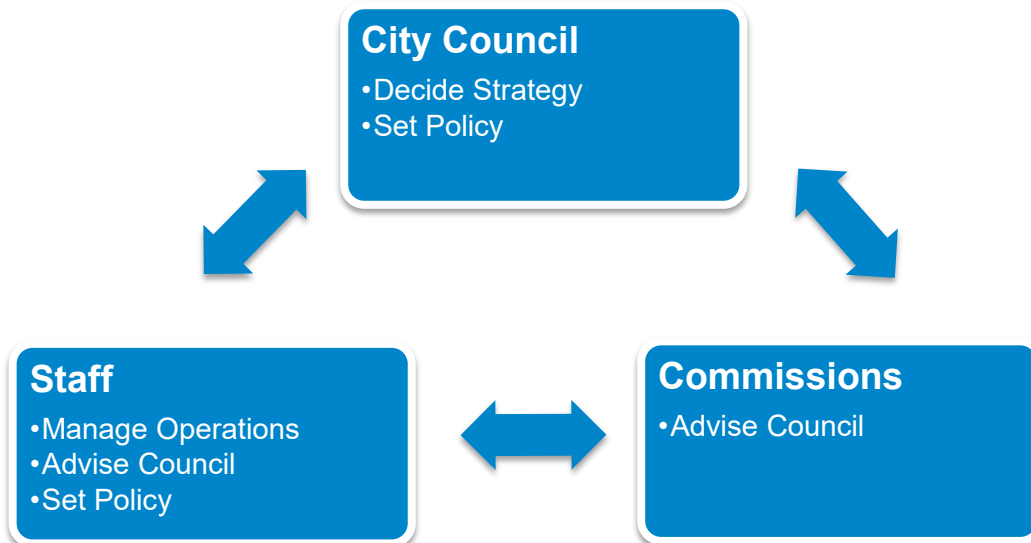 City Council
•Decide Strategy
•Set Policy
Staff
•Manage Operations
•Advise Council
•Set Policy
Commissions
•Advise Council